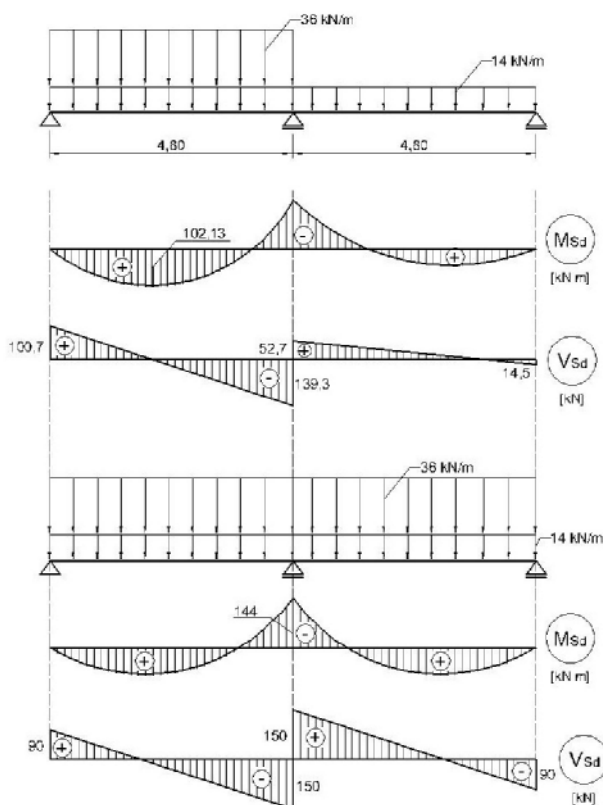 36 kN/m
14 kN/m
4,80 4,80
102,13
-
+ +
MSd
[kN m]
100,7 + 52,7 + VSd
- 139,3 14,5
[kN]
36 kN/m
14 kN/m
144 -
+ + MSd
[kN m]
90 + 150 + VSd
- 150 - 90
[kN]